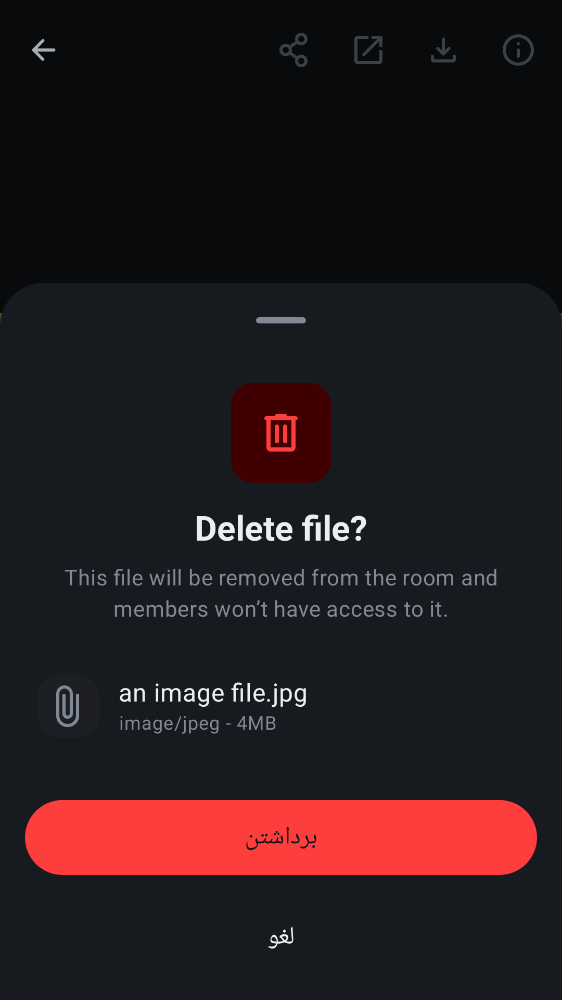 Delete file?
This file will be removed from the room and
members won’t have access to it.
an image file.jpg
image/jpeg - 4MB
برداشتن
لغو